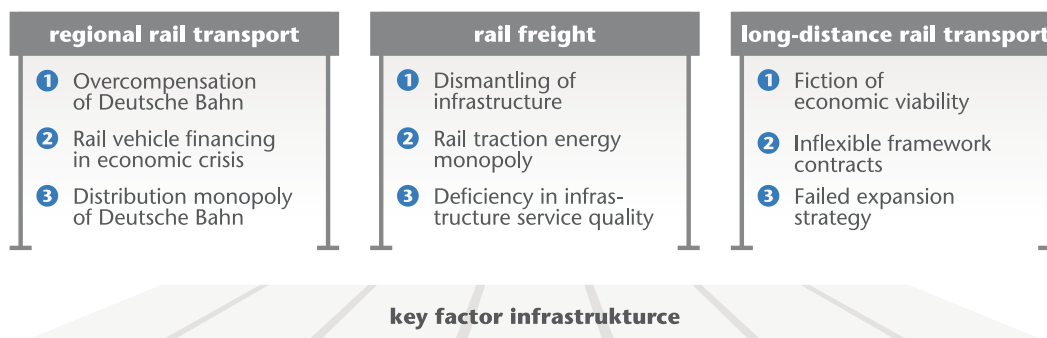 regional rail transport
1 Overcompensation
of Deutsche Bahn
2 Rail vehicle financing
in economic crisis
3 Distribution monopoly
of Deutsche Bahn
rail freight
1 Dismantling of
infrastructure
2 Rail traction energy
monopoly
3 Deficiency in infras-
tructure service quality
long-distance rail transport
1 Fiction of
economic viability
2 Inflexible framework
contracts
3 Failed expansion
strategy
key factor infrastrukturce